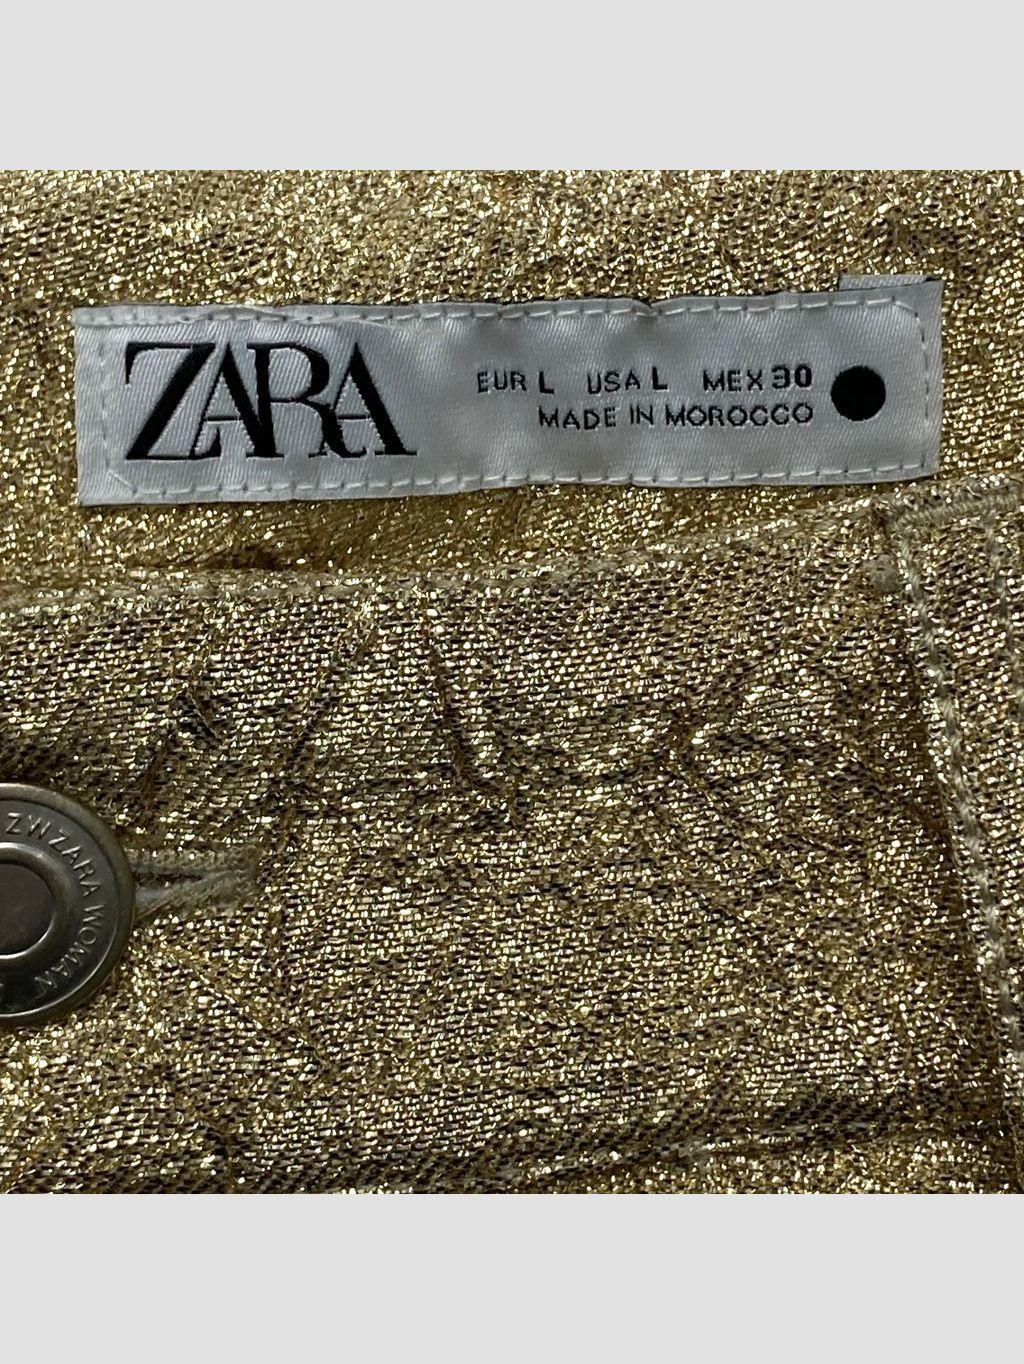 ZARA
EUR L USA L MEX 30
MADE IN MOROCCO
ZW ZARA WOMAN